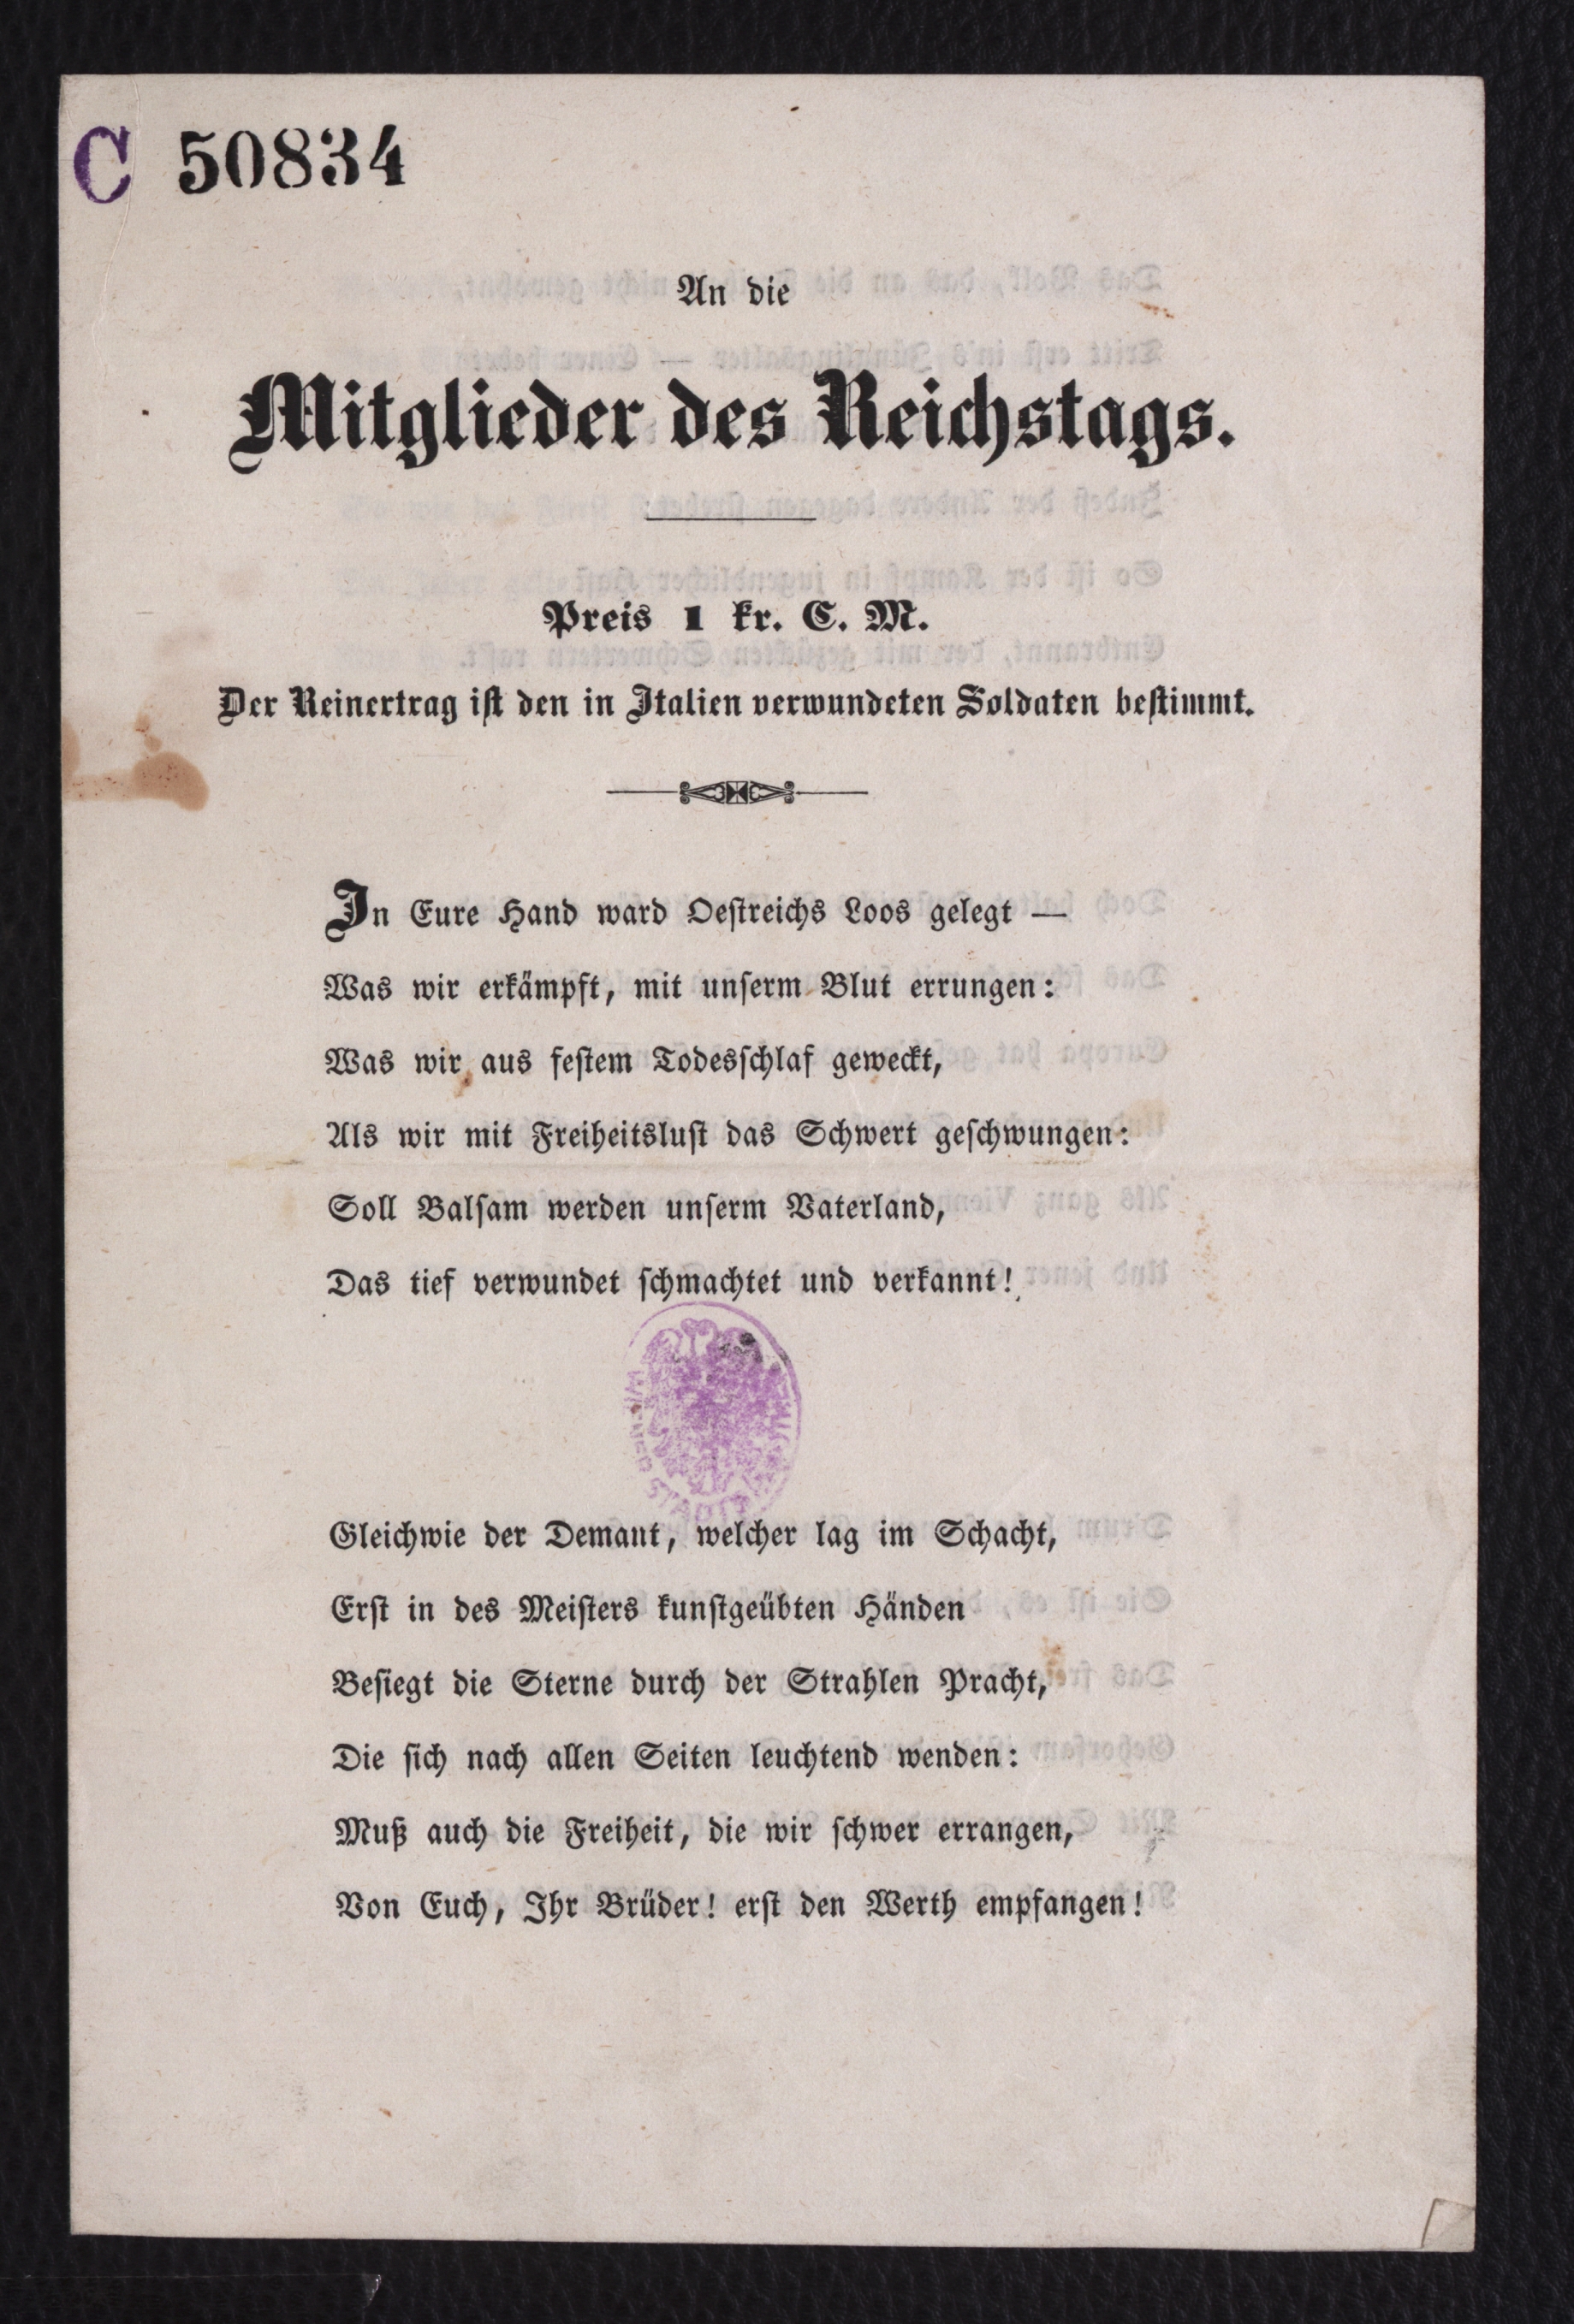 C 50834
An die
Mitglieder des Reichstags.
Preis 1 kr. C. M.
Der Reinertrag ist den in Italien verwundeten Soldaten bestimmt.
In Eure Hand ward Oestreichs Loos gelegt —
Was wir erkämpft, mit unserm Blut errungen:
Was wir aus festem Todesschlaf geweckt,
Als wir mit Freiheitslust das Schwert geschwungen:
Soll Balsam werden unserm Vaterland,
Das tief verwundet schmachtet und verkannt!
Gleichwie der Demant, welcher lag im Schacht,
Erst in des Meisters kunstgeübten Händen
Besiegt die Sterne durch der Strahlen Pracht,
Die sich nach allen Seiten leuchtend wenden:
Muß auch die Freiheit, die wir schwer errangen,
Von Euch, Ihr Brüder! erst den Werth empfangen!